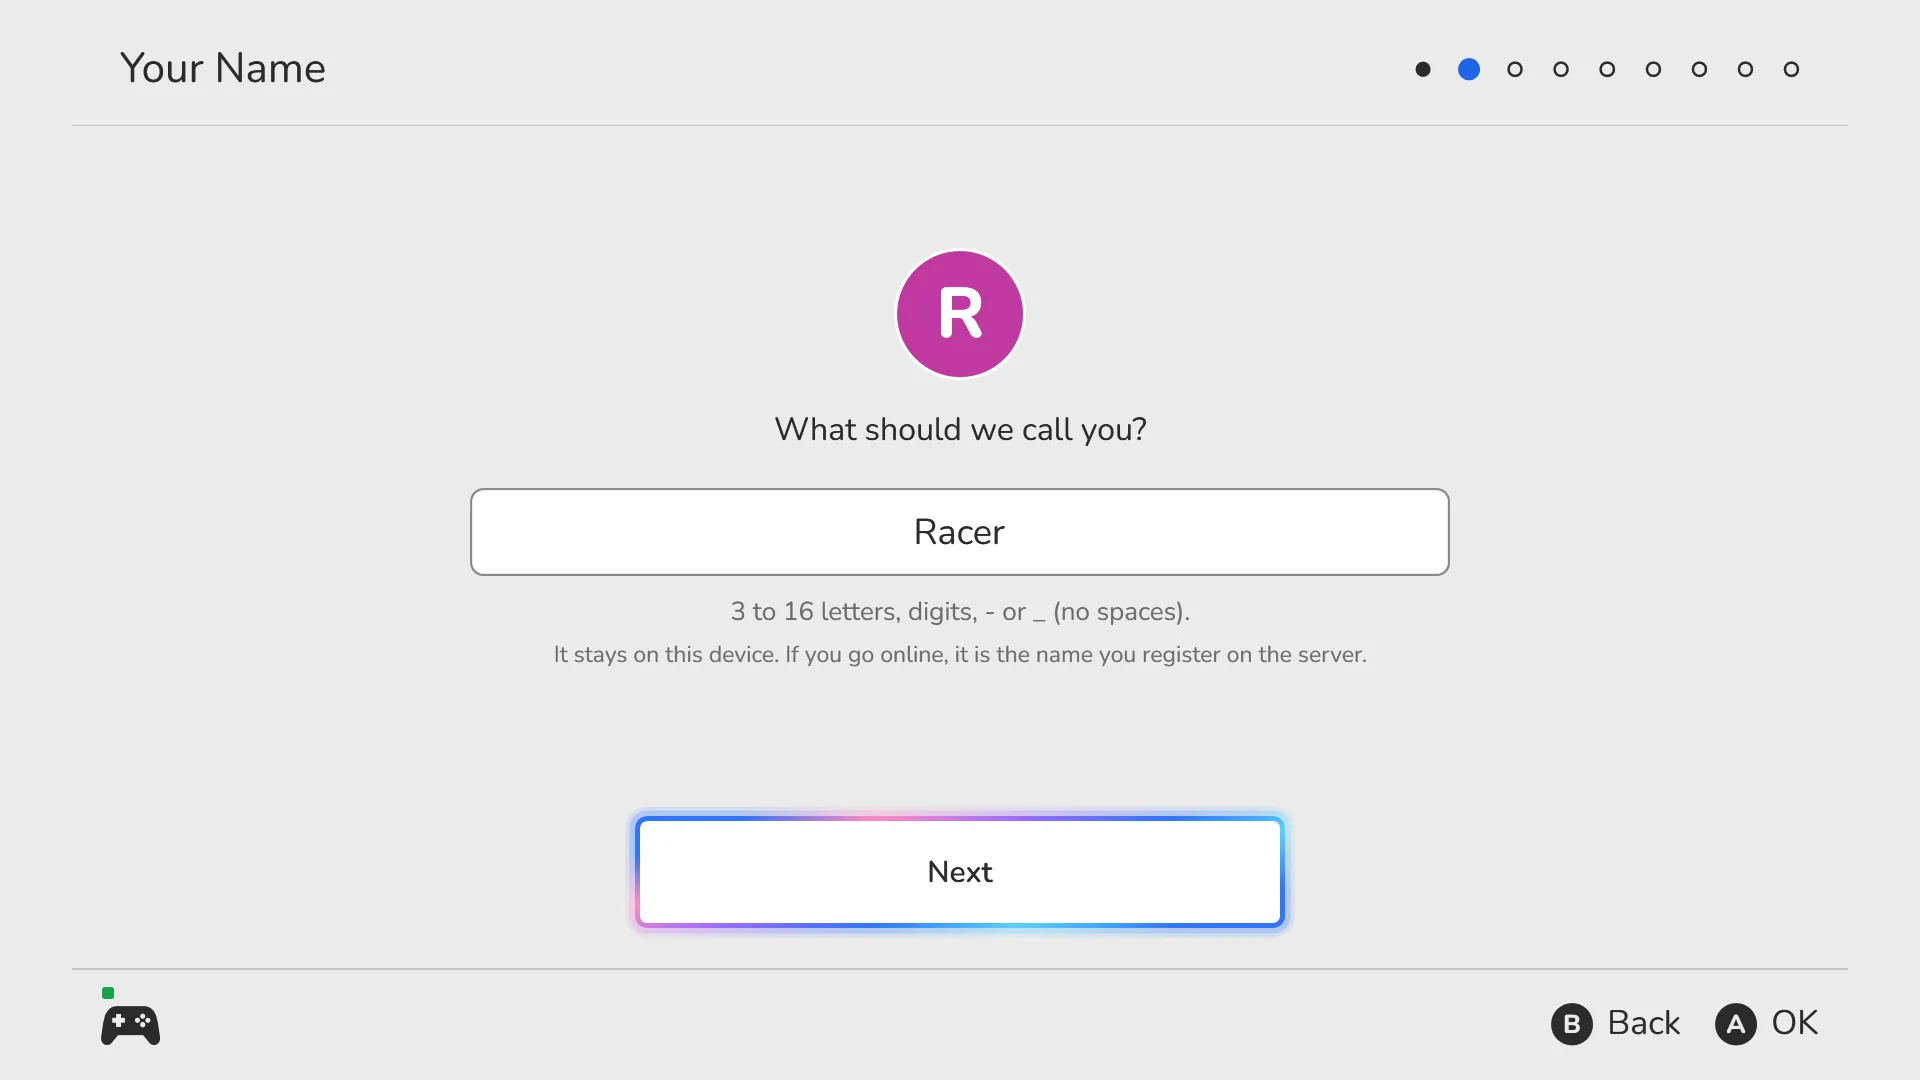 Your Name
R
What should we call you?
Racer
3 to 16 letters, digits, - or _ (no spaces).
It stays on this device. If you go online, it is the name you register on the server.
Next
B Back A OK